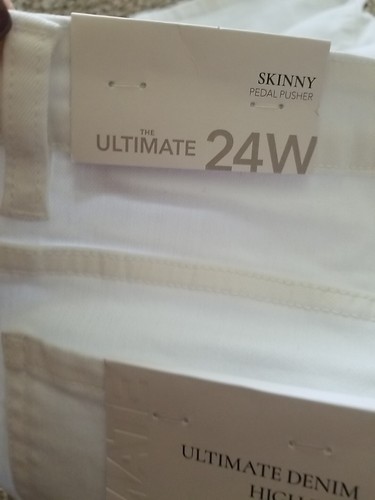 SKINNY
PEDAL PUSHER
THE
ULTIMATE 24W
ULTIMATE DENIM